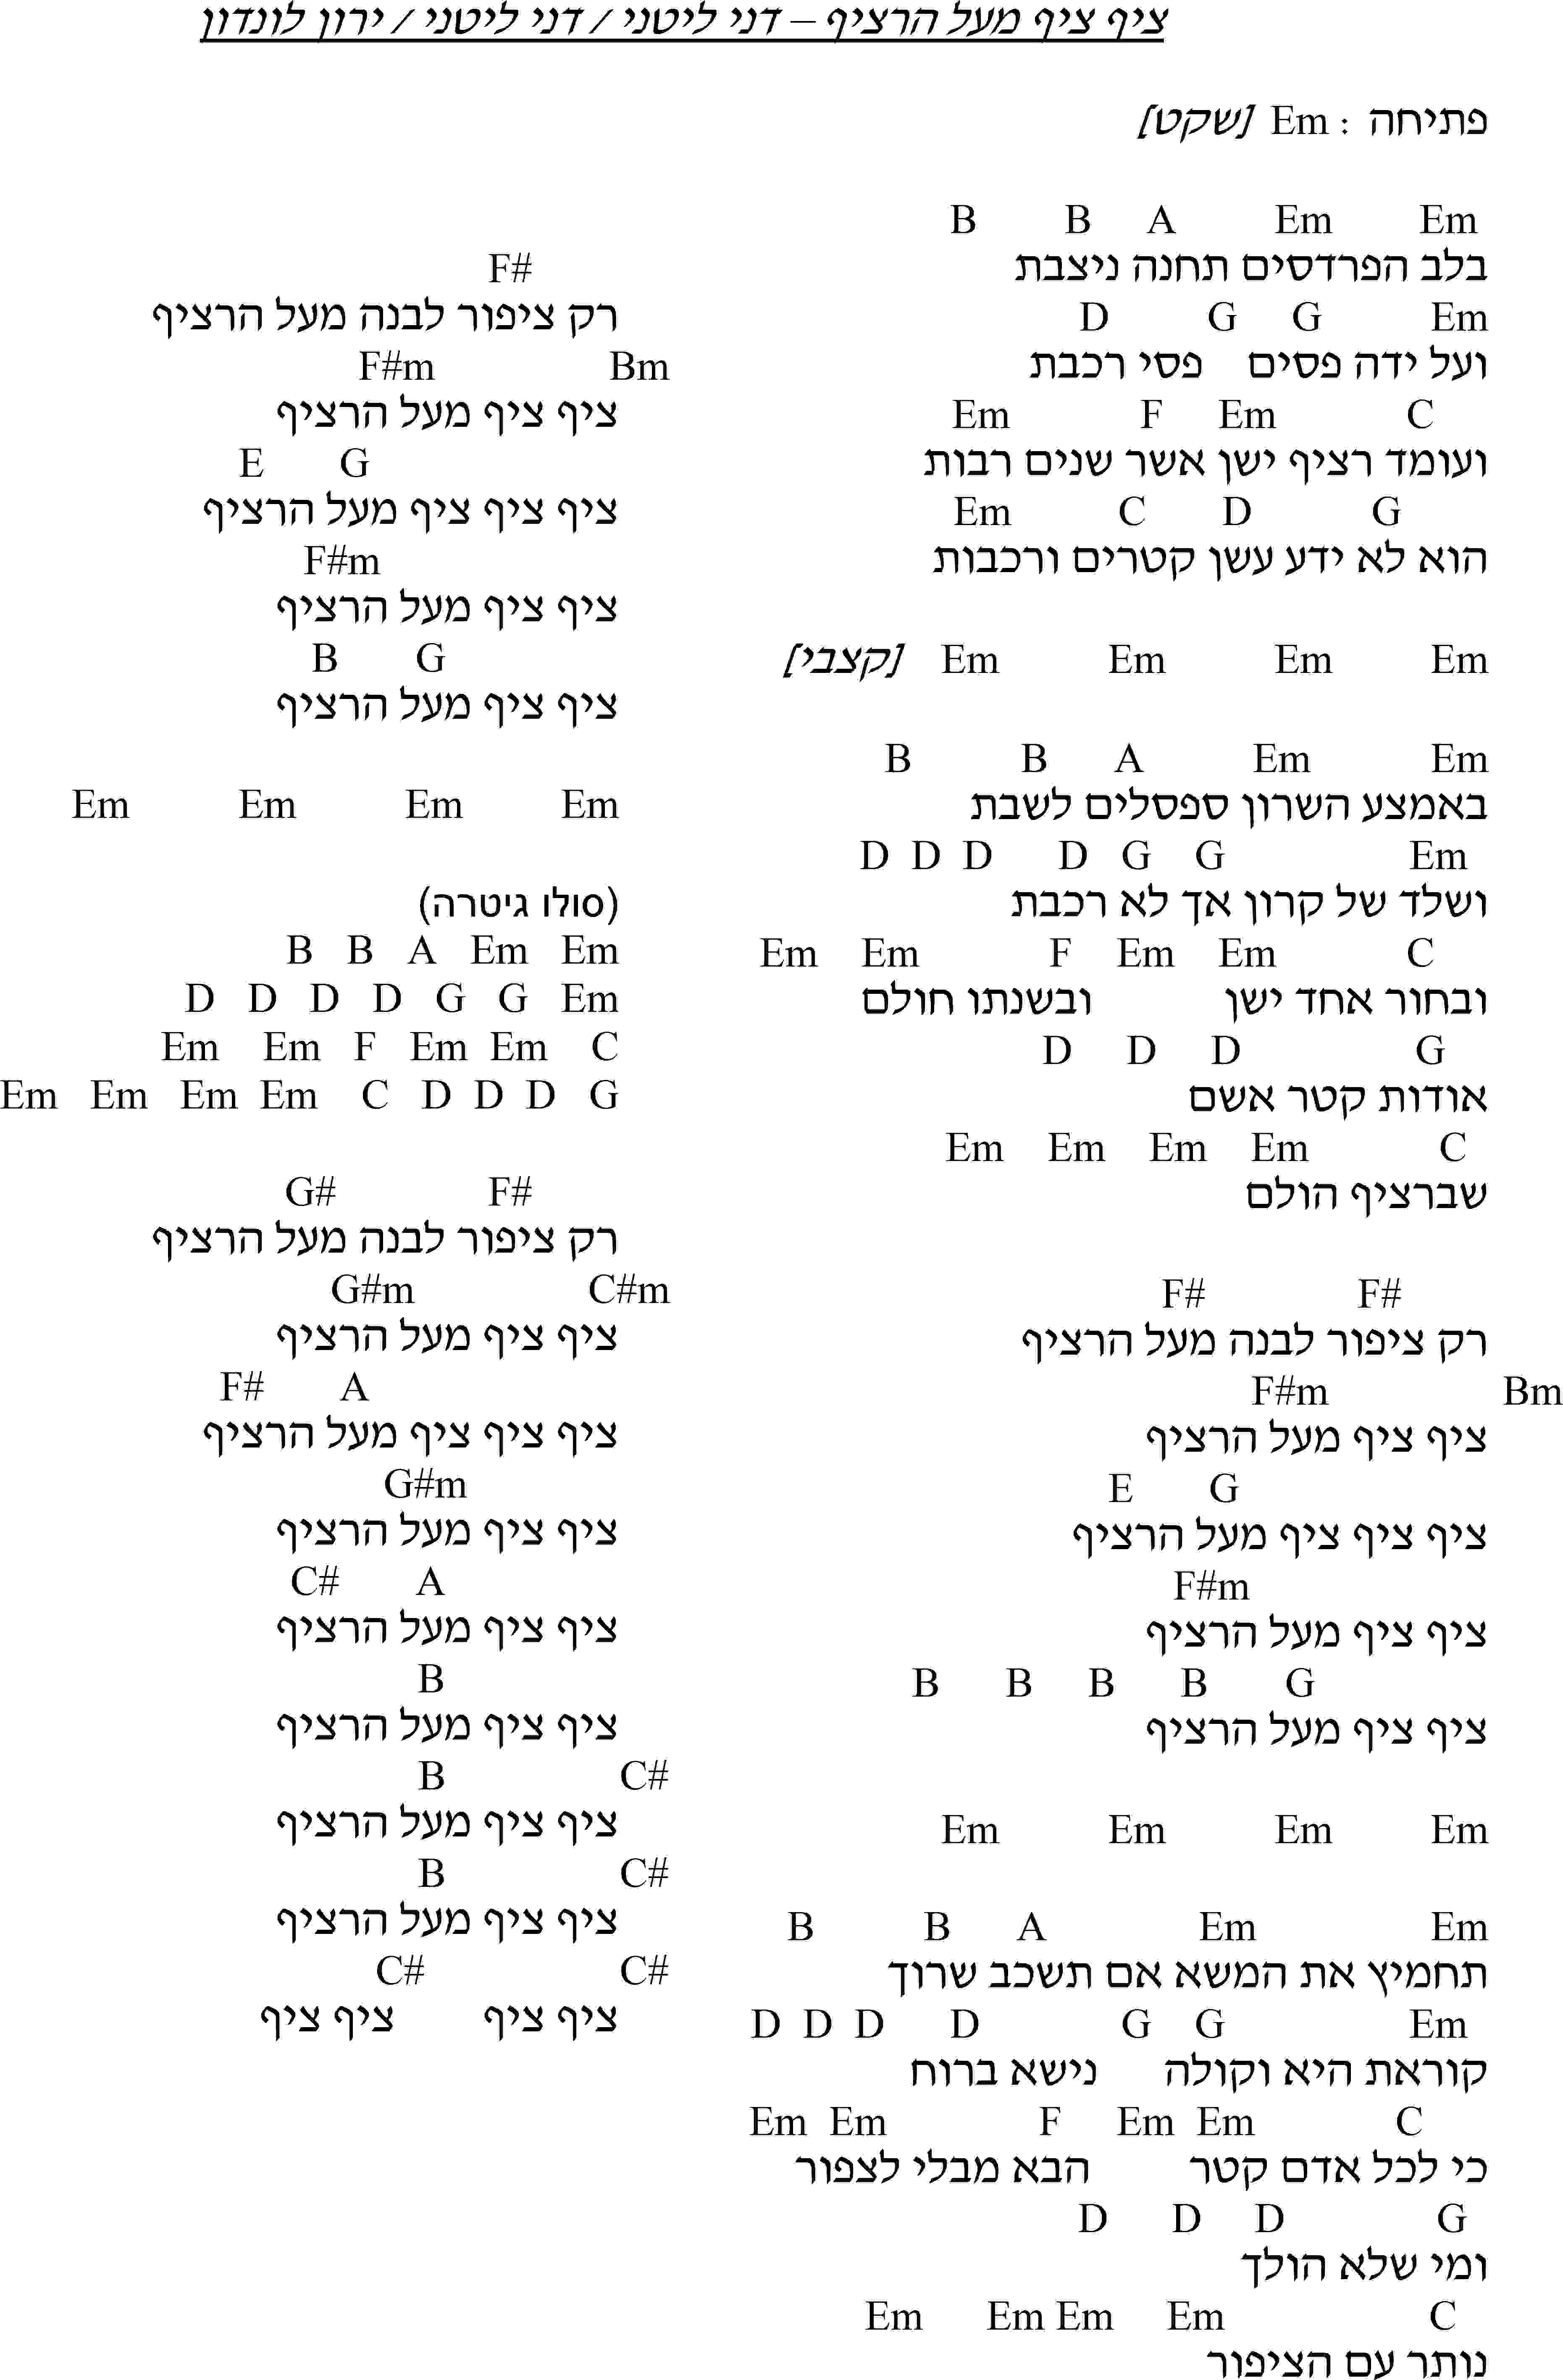 ציף ציף מעל הרציף – דני ליטני / דני ליטני / ירון לונדון
פתיחה : Em [שקט]
Em Em A B B
בלב הפרדסים תחנה ניצבת
Em G G D
ועל ידה פסים פסי רכבת
C Em F Em
ועומד רציף ישן אשר שנים רבות
G D C Em
הוא לא ידע עשן קטרים ורכבות
Em Em Em Em [קצבי]
Em Em A B B
באמצע השרון ספסלים לשבת
Em G G D D D D
ושלד של קרון אך לא רכבת
C Em Em F Em Em
ובחור אחד ישן ובשנתו חולם
G D D D
אודות קטר אשם
C Em Em Em Em
שברציף הולם
F# F#
רק ציפור לבנה מעל הרציף
Bm F#m
ציף ציף מעל הרציף
G E
ציף ציף ציף מעל הרציף
F#m
ציף ציף מעל הרציף
G B B B B
ציף ציף מעל הרציף
Em Em Em Em
Em Em A B B
תחמיץ את המשא אם תשכב שרוך
Em G G D D D D
קוראת היא וקולה נישא ברוח
C Em Em F Em Em
כי לכל אדם קטר הבא מבלי לצפור
G D D D
ומי שלא הולך
C Em Em Em Em
נותר עם הציפור
F#
רק ציפור לבנה מעל הרציף
Bm F#m
ציף ציף מעל הרציף
G E
ציף ציף ציף מעל הרציף
F#m
ציף ציף מעל הרציף
G B
ציף ציף מעל הרציף
Em Em Em Em
(סולו גיטרה)
Em Em A B B
Em G G D D D D
C Em Em F Em Em
G D D D C Em Em Em Em
F# G#
רק ציפור לבנה מעל הרציף
C#m G#m
ציף ציף מעל הרציף
A F#
ציף ציף ציף מעל הרציף
G#m
ציף ציף מעל הרציף
A C#
ציף ציף מעל הרציף
B
ציף ציף מעל הרציף
C# B
ציף ציף מעל הרציף
C# B
ציף ציף מעל הרציף
C# C#
ציף ציף ציף ציף